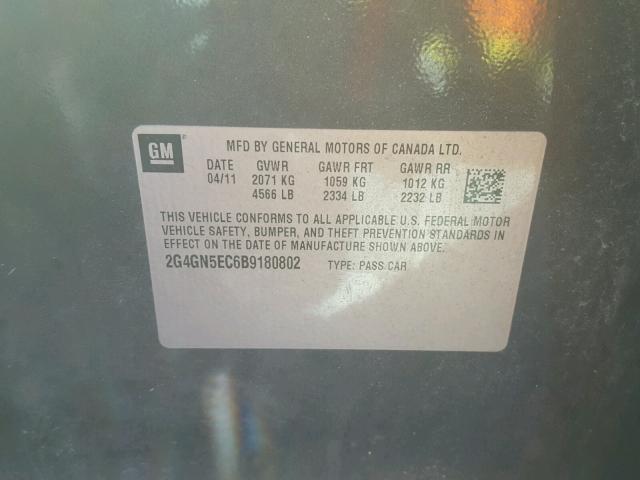 GM
MFD BY GENERAL MOTORS OF CANADA LTD.
DATE GVWR GAWR FRT GAWR RR
04/11 2071 KG 1059 KG 1012 KG
4566 LB 2334 LB 2232 LB
THIS VEHICLE CONFORMS TO ALL APPLICABLE U.S. FEDERAL MOTOR
VEHICLE SAFETY, BUMPER, AND THEFT PREVENTION STANDARDS IN
EFFECT ON THE DATE OF MANUFACTURE SHOWN ABOVE.
2G4GN5EC6B9180802 TYPE: PASS CAR